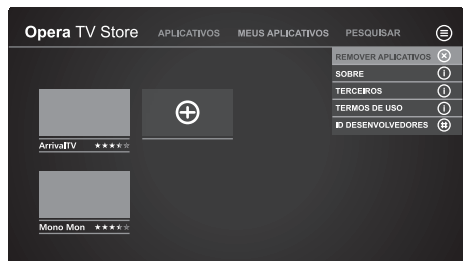 Opera TV Store APLICATIVOS MEUS APLICATIVOS PESQUISAR
REMOVER APLICATIVOS
SOBRE
TERCEIROS
TERMOS DE USO
ID DESENVOLVEDORES
ArrivalTV ★★★★☆
Mono Mon ★★★★☆